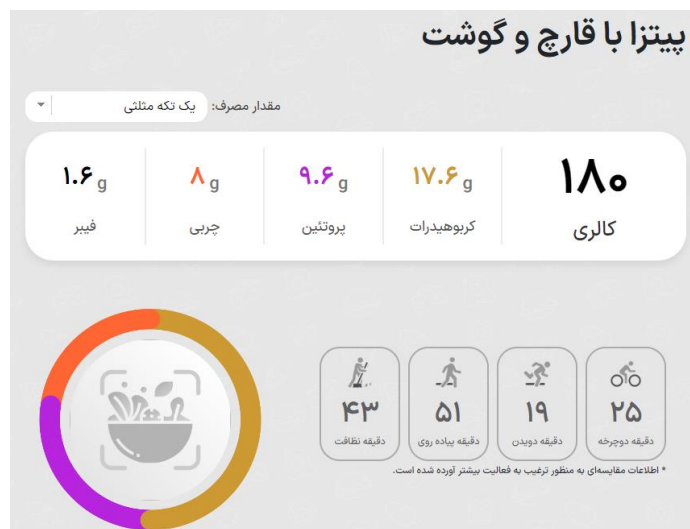 پیتزا با قارچ و گوشت
مقدار مصرف: یک تکه مثلثی
۱۸۰ ۱۷.۶ g ۹.۶ g ۸ g ۱.۶ g
کالری کربوهیدرات پروتئین چربی فیبر
۲۵ ۱۹ ۵۱ ۴۳
دقیقه دوچرخه دقیقه دویدن دقیقه پیاده روی دقیقه نظافت
* اطلاعات مقایسه‌ای به منظور ترغیب به فعالیت بیشتر آورده شده است.